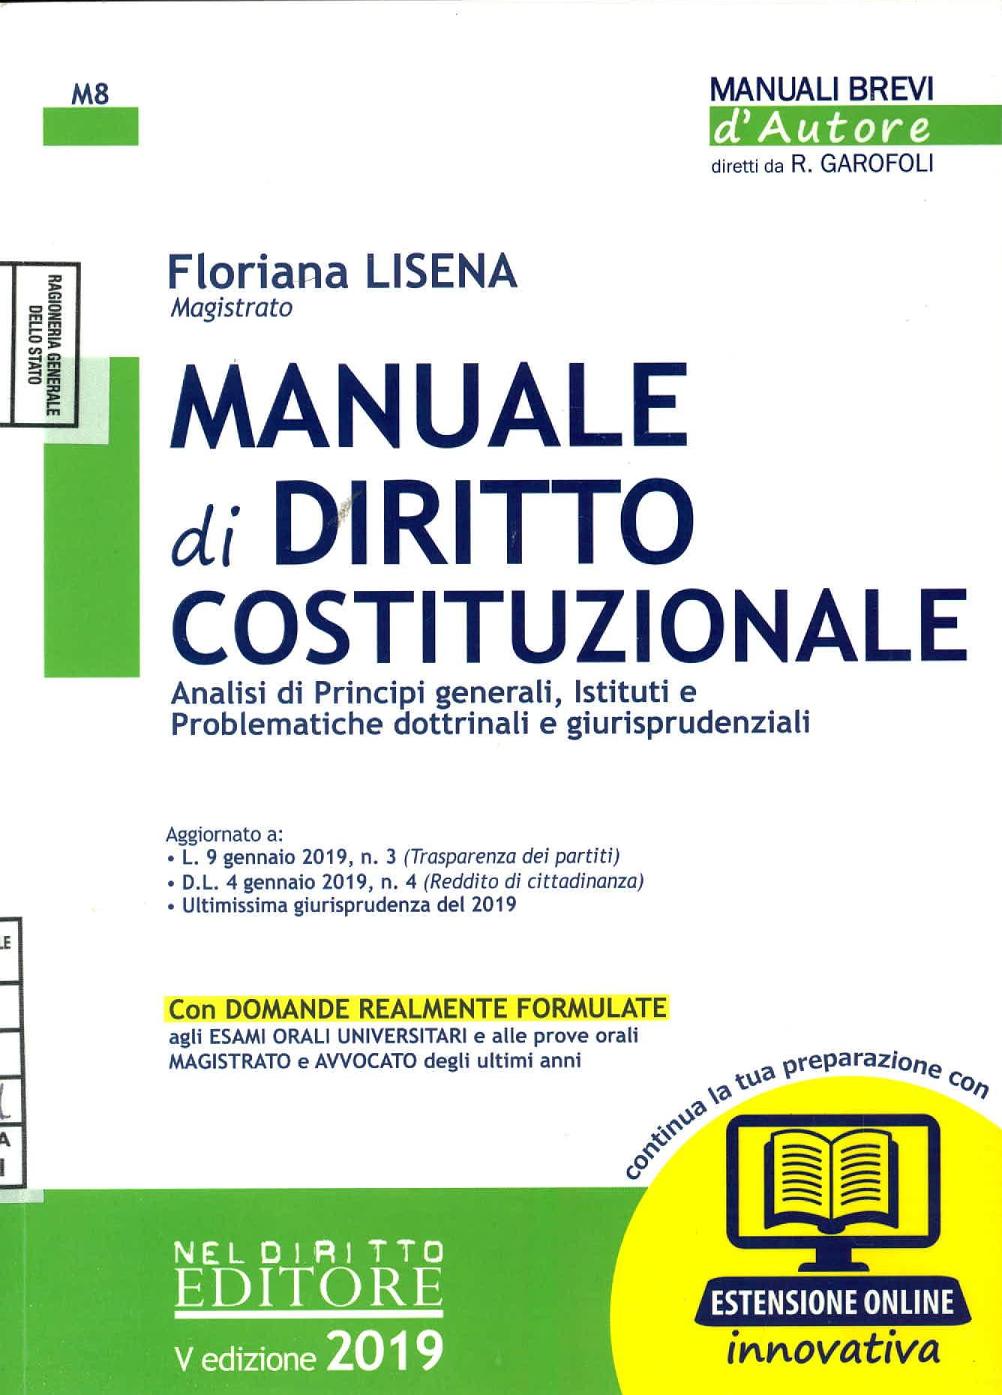 M8
MANUALI BREVI
d'Autore
diretti da R. GAROFOLI
RAGIONERIA GENERALE
DELLO STATO
Floriana LISENA
Magistrato
MANUALE
di DIRITTO
COSTITUZIONALE
Analisi di Principi generali, Istituti e
Problematiche dottrinali e giurisprudenziali
Aggiornato a:
• L. 9 gennaio 2019, n. 3 (Trasparenza dei partiti)
• D.L. 4 gennaio 2019, n. 4 (Reddito di cittadinanza)
• Ultimissima giurisprudenza del 2019
Con DOMANDE REALMENTE FORMULATE
agli ESAMI ORALI UNIVERSITARI e alle prove orali
MAGISTRATO e AVVOCATO degli ultimi anni
continua la tua preparazione con
ESTENSIONE ONLINE
innovativa
NELDIRITTO
EDITORE
V edizione 2019